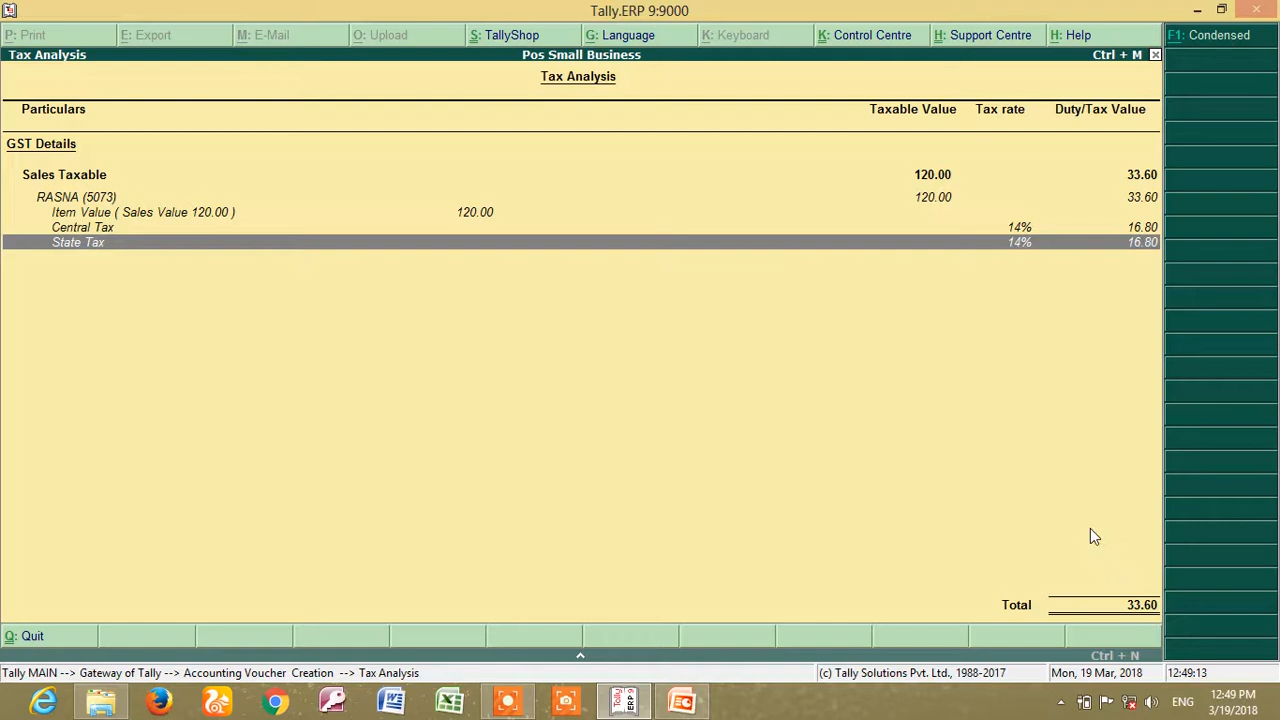 Tally.ERP 9:9000
P: Print E: Export M: E-Mail O: Upload S: TallyShop G: Language K: Keyboard K: Control Centre H: Support Centre H: Help F1: Condensed
Tax Analysis Pos Small Business Ctrl + M
Tax Analysis
Particulars Taxable Value Tax rate Duty/Tax Value
GST Details
Sales Taxable 120.00 33.60
RASNA (5073) 120.00 33.60
Item Value ( Sales Value 120.00 ) 120.00
Central Tax 14% 16.80
State Tax 14% 16.80
Total 33.60
Q: Quit
Ctrl + N
Tally MAIN --> Gateway of Tally --> Accounting Voucher Creation --> Tax Analysis (c) Tally Solutions Pvt. Ltd., 1988-2017 Mon, 19 Mar, 2018 12:49:13
ENG 12:49 PM
3/19/2018